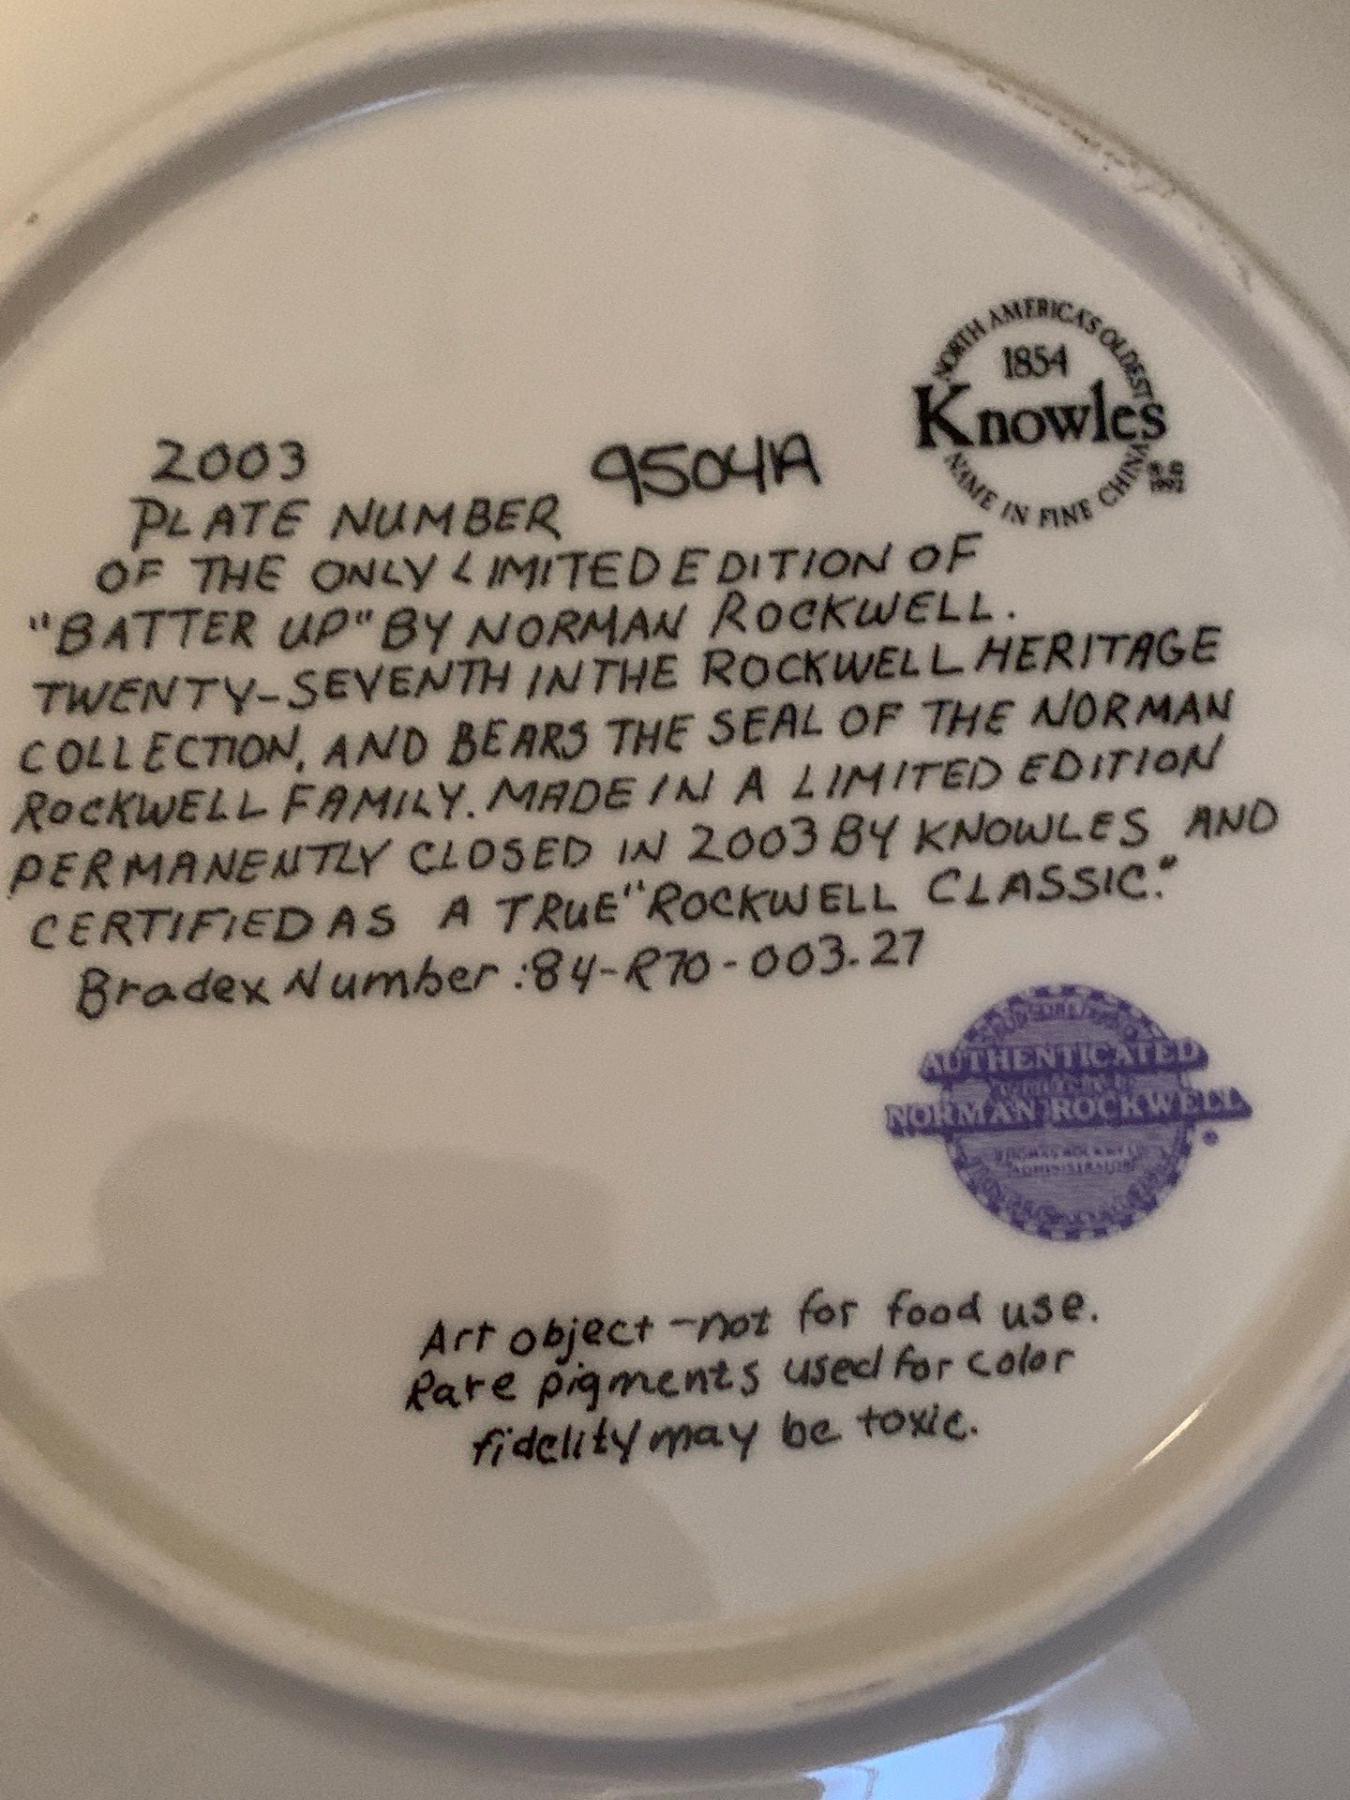 NORTH AMERICA'S OLDEST
1854
Knowles
NAME IN FINE CHINA
1992
2003
9504A
PLATE NUMBER
OF THE ONLY LIMITED EDITION OF
"BATTER UP" BY NORMAN ROCKWELL.
TWENTY-SEVENTH IN THE ROCKWELL HERITAGE
COLLECTION, AND BEARS THE SEAL OF THE NORMAN
ROCKWELL FAMILY. MADE IN A LIMITED EDITION
PERMANENTLY CLOSED IN 2003 BY KNOWLES AND
CERTIFIED AS A TRUE "ROCKWELL CLASSIC."
Bradex Number:84-R70-003.27
AUTHENTICATED
NORMAN ROCKWELL
THOMAS ROCKWELL
ADMINISTRATOR
Art object-not for food use.
Rare pigments used for color
fidelity may be toxic.